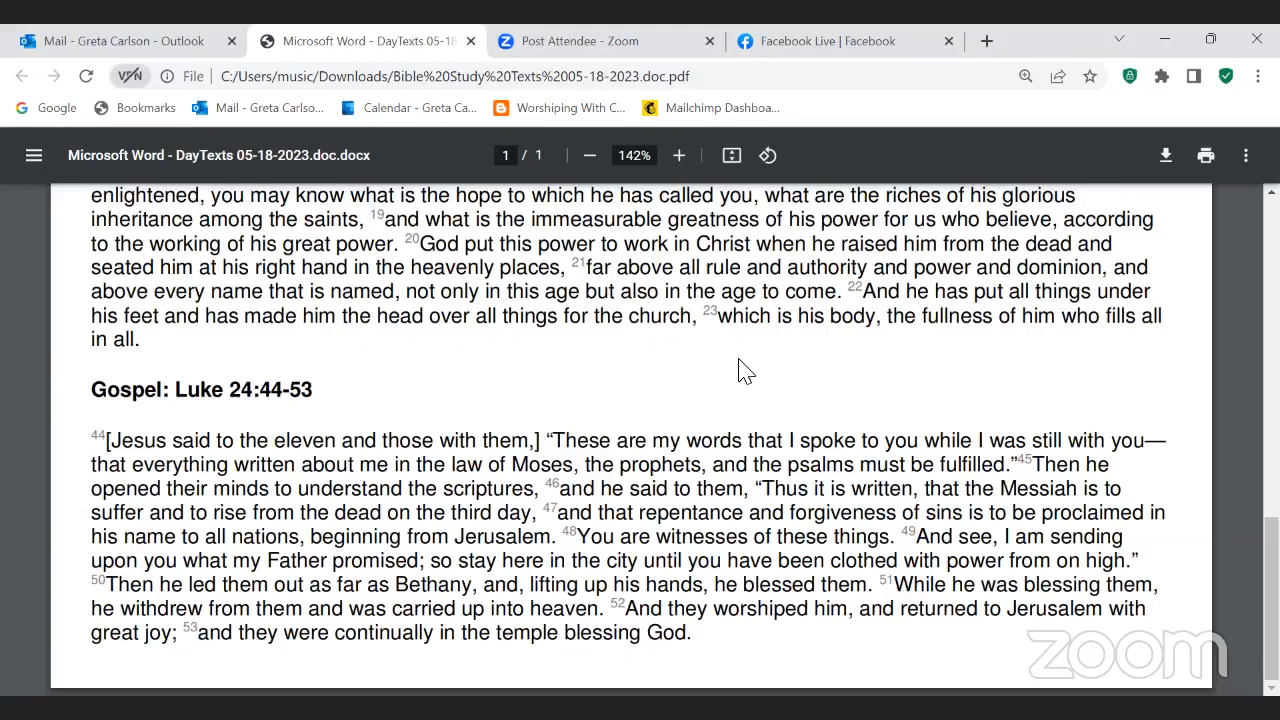 Mail - Greta Carlson - Outlook
Microsoft Word - DayTexts 05-18
Post Attendee - Zoom
Facebook Live | Facebook
VPN
File
C:/Users/music/Downloads/Bible%20Study%20Texts%2005-18-2023.doc.pdf
Google
Bookmarks
Mail - Greta Carlso...
Calendar - Greta Ca...
Worshiping With C...
Mailchimp Dashboa...
Microsoft Word - DayTexts 05-18-2023.doc.docx
1 / 1
142%
enlightened, you may know what is the hope to which he has called you, what are the riches of his glorious
inheritance among the saints, 19and what is the immeasurable greatness of his power for us who believe, according
to the working of his great power. 20God put this power to work in Christ when he raised him from the dead and
seated him at his right hand in the heavenly places, 21far above all rule and authority and power and dominion, and
above every name that is named, not only in this age but also in the age to come. 22And he has put all things under
his feet and has made him the head over all things for the church, 23which is his body, the fullness of him who fills all
in all.
Gospel: Luke 24:44-53
44[Jesus said to the eleven and those with them,] “These are my words that I spoke to you while I was still with you—
that everything written about me in the law of Moses, the prophets, and the psalms must be fulfilled.”45Then he
opened their minds to understand the scriptures, 46and he said to them, “Thus it is written, that the Messiah is to
suffer and to rise from the dead on the third day, 47and that repentance and forgiveness of sins is to be proclaimed in
his name to all nations, beginning from Jerusalem. 48You are witnesses of these things. 49And see, I am sending
upon you what my Father promised; so stay here in the city until you have been clothed with power from on high.”
50Then he led them out as far as Bethany, and, lifting up his hands, he blessed them. 51While he was blessing them,
he withdrew from them and was carried up into heaven. 52And they worshiped him, and returned to Jerusalem with
great joy; 53and they were continually in the temple blessing God.
zoom